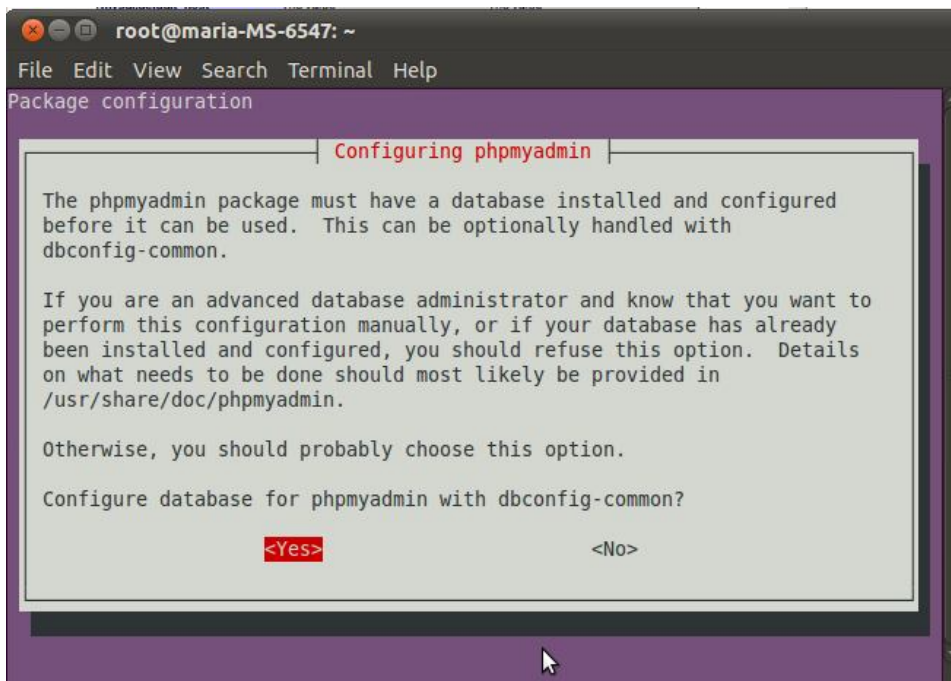 root@maria-MS-6547: ~
File Edit View Search Terminal Help
Package configuration
Configuring phpmyadmin
The phpmyadmin package must have a database installed and configured
before it can be used.  This can be optionally handled with
dbconfig-common.
If you are an advanced database administrator and know that you want to
perform this configuration manually, or if your database has already
been installed and configured, you should refuse this option.  Details
on what needs to be done should most likely be provided in
/usr/share/doc/phpmyadmin.
Otherwise, you should probably choose this option.
Configure database for phpmyadmin with dbconfig-common?
<Yes> <No>